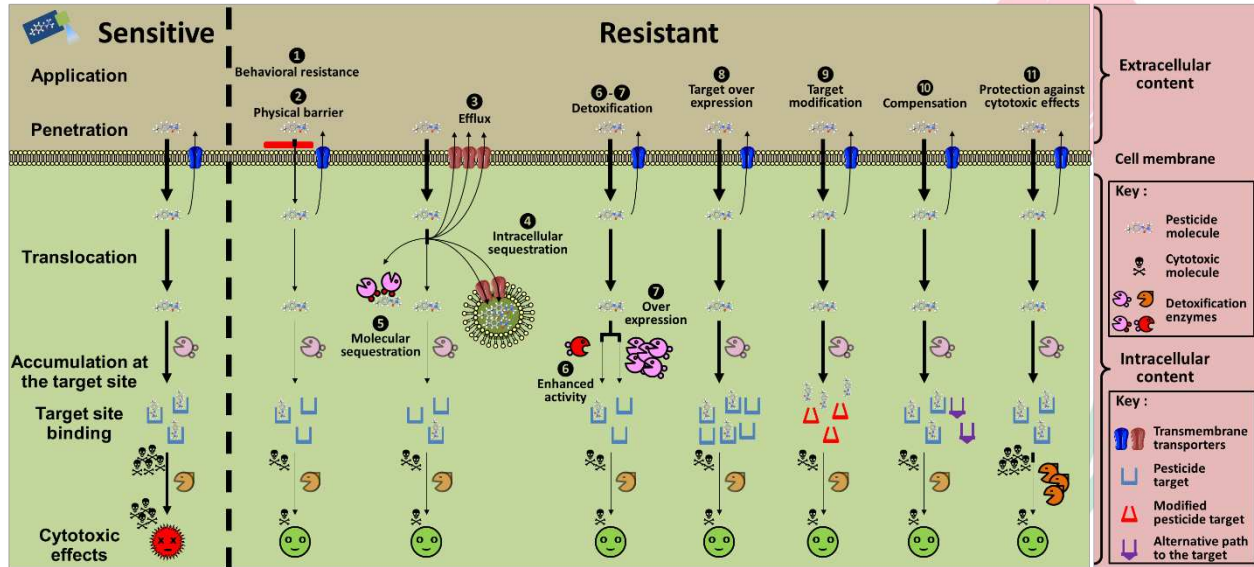 Sensitive
Resistant
Application
Penetration
Translocation
Accumulation at
the target site
Target site
binding
Cytotoxic
effects
1
Behavioral resistance
2
Physical barrier
3
Efflux
4
Intracellular
sequestration
5
Molecular
sequestration
6 - 7
Detoxification
7
Over
expression
6
Enhanced
activity
8
Target over
expression
9
Target
modification
10
Compensation
11
Protection against
cytotoxic effects
Extracellular
content
Cell membrane
Key :
Pesticide
molecule
Cytotoxic
molecule
Detoxification
enzymes
Intracellular
content
Key :
Transmembrane
transporters
Pesticide
target
Modified
pesticide target
Alternative path
to the target